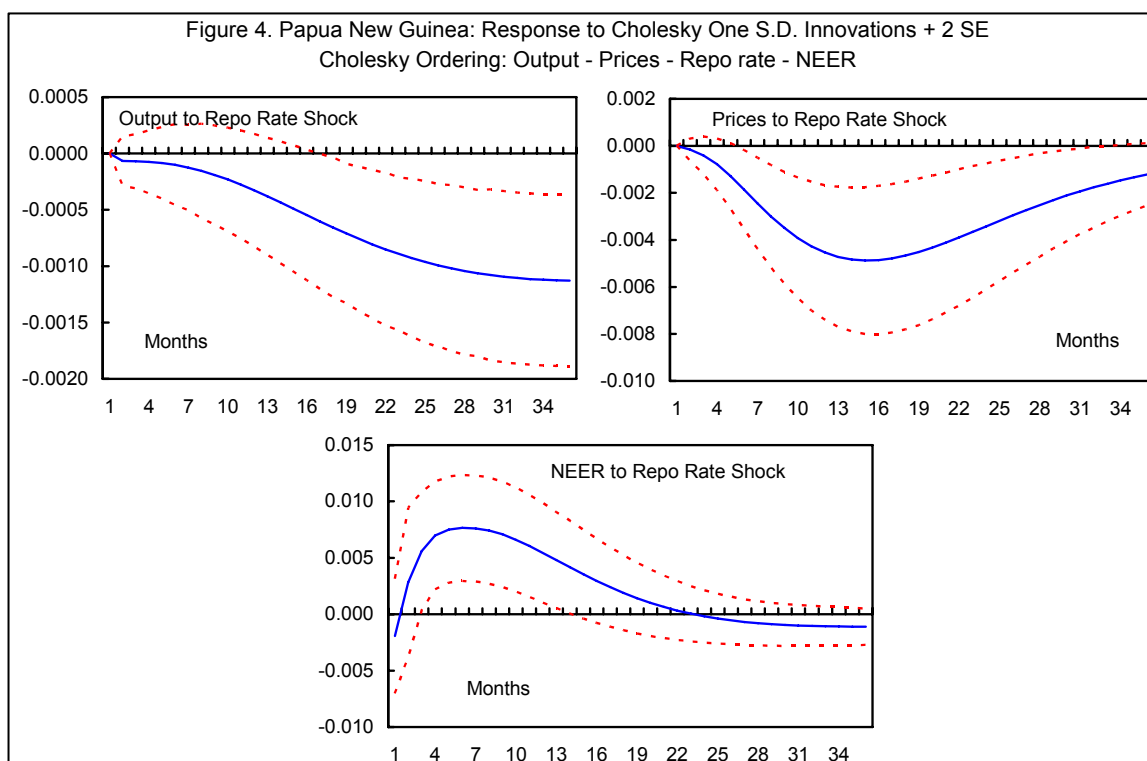 Figure 4. Papua New Guinea: Response to Cholesky One S.D. Innovations + 2 SE
Cholesky Ordering: Output - Prices - Repo rate - NEER
Output to Repo Rate Shock
0.0005
0.0000
-0.0005
-0.0010
-0.0015
-0.0020
Months
1 4 7 10 13 16 19 22 25 28 31 34
Prices to Repo Rate Shock
0.002
0.000
-0.002
-0.004
-0.006
-0.008
-0.010
Months
1 4 7 10 13 16 19 22 25 28 31 34
NEER to Repo Rate Shock
0.015
0.010
0.005
0.000
-0.005
-0.010
Months
1 4 7 10 13 16 19 22 25 28 31 34